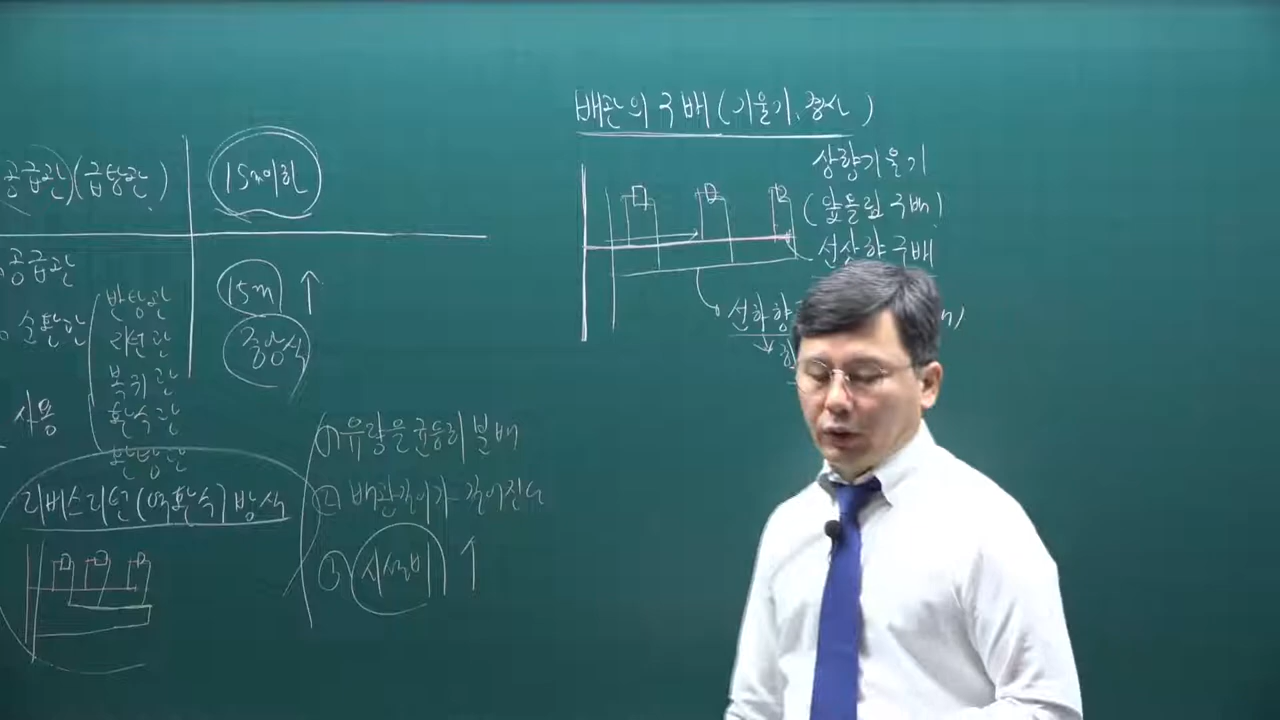 공급관(급탕관)
15m이하
공급관
순환관
반탕관
리턴관
복귀관
환수관
환탕관
15m ↑
중앙식
사용
리버스리턴(역환수)방식
① 유량을 균등히 분배
② 배관길이가 길어진다
③ 시설비 ↑
배관의 구배(기울기, 경사)
상향기울기
(앞올림 구배)
선상향 구배
선하향